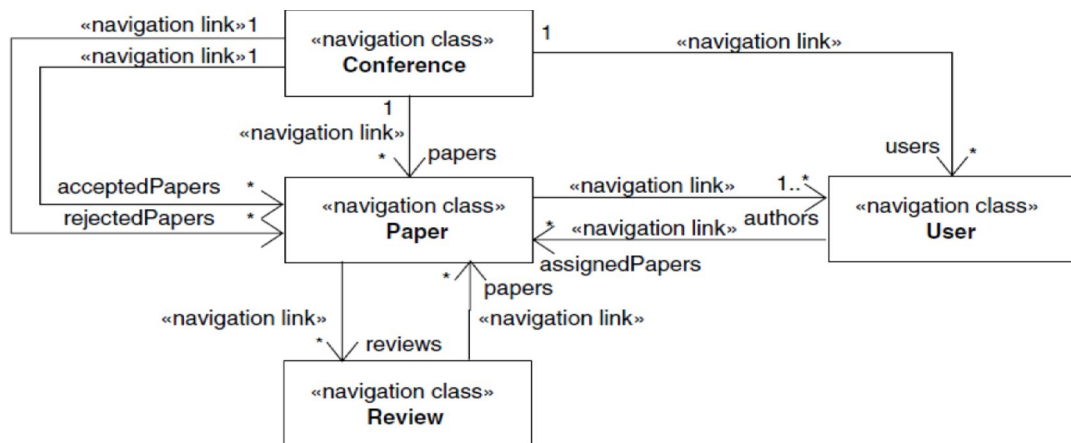 «navigation link»1
«navigation link»1
«navigation class»
Conference
1
«navigation link»
1
«navigation link»
* papers
users *
acceptedPapers *
rejectedPapers *
«navigation class»
Paper
«navigation link» 1..*
authors
* «navigation link»
assignedPapers
«navigation class»
User
* papers
«navigation link»
«navigation link»
* reviews
«navigation class»
Review